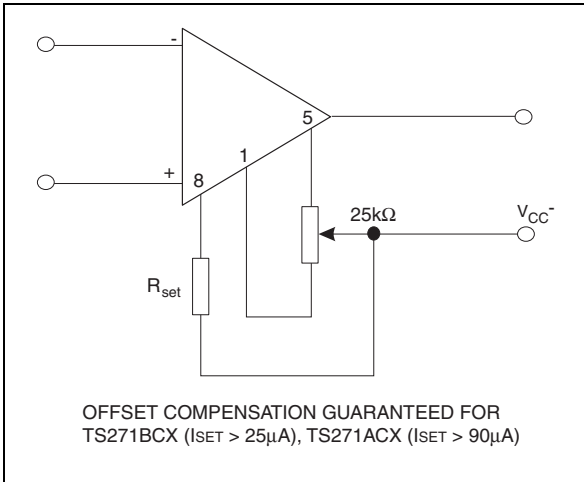 -
5
1
+
8
25kΩ
VCC-
Rset
OFFSET COMPENSATION GUARANTEED FOR
TS271BCX (ISET > 25μA), TS271ACX (ISET > 90μA)